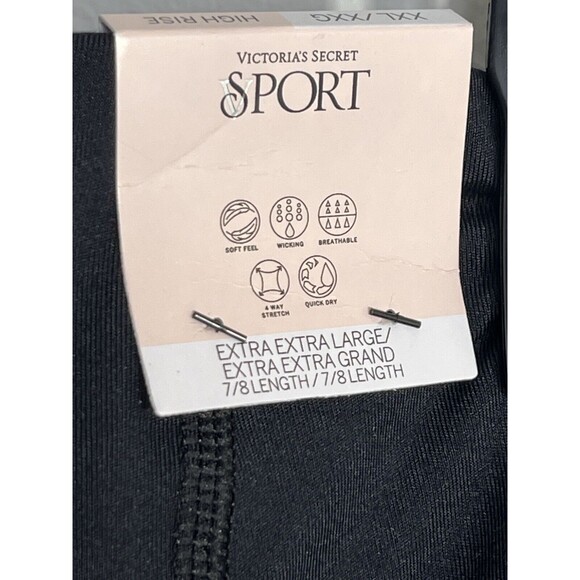 HIGH RISE
XXL/XXG
VICTORIA'S SECRET
VSPORT
SOFT FEEL
WICKING
BREATHABLE
4 WAY
STRETCH
QUICK DRY
EXTRA EXTRA LARGE/
EXTRA EXTRA GRAND
7/8 LENGTH / 7/8 LENGTH